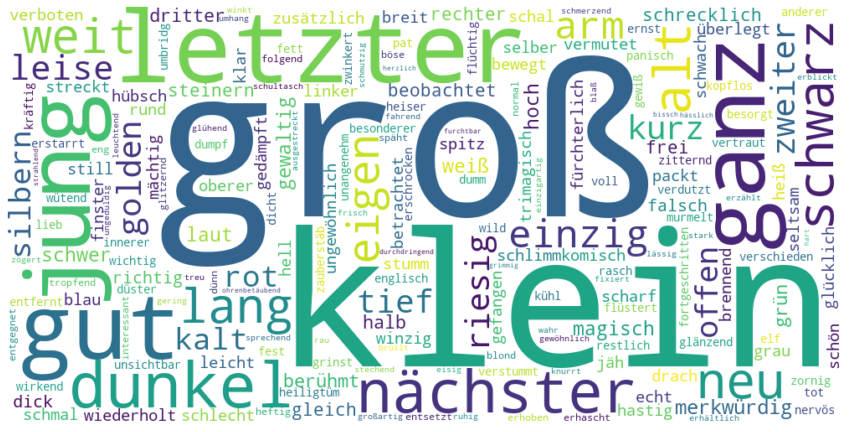 verboten
umbridg
dritter
umhang
winkt
zusätzlich
breit
rechter
schal
schmerzend
arm
schrecklich
anderer
weit
letzter
fett
folgend
klar
zwinkert
pat
böse
herzlich
flüchtig
selber
vermutet
bewegt
ernst
panisch
alt
schwach
überlegt
kopflos
erblickt
leise
kräftig
streckt
hübsch
steinern
schultasch
linker
schmutzig
beobachtet
heiser
fahrend
hoch
blaß
normal
gewiß
bissch
hässlich
besorgt
ganz
zweiter
schwarz
jung
rund
leuchtend
glühend
dumpf
ausgestreckt
gewaltig
besonderer
furchtbar
spitz
kurz
frei
vertraut
zitternd
erstarrt
eng
still
mächtig
gedämpft
groß
späht
weiß
fürchterlich
trimagisch
einzigartig
packt
verdutzt
heiß
erzählt
silbern
golden
wütend
finster
glitzernd
ungeduldig
strahlend
oberer
dicht
unangenehm
eigen
betrachtet
erschrocken
dumm
voll
falsch
murmelt
stark
seltsam
lieb
innerer
laut
frisch
ungewöhnlich
wild
einzig
lässig
hart
zögert
schwer
wichtig
treu
hell
durchdringend
grimmig
schlimmkomisch
offen
verschieden
glücklich
tropfend
richtig
dünn
ohrenbetäubend
zauberstab
stumm
riesig
rasch
fixiert
fortgeschritten
brennend
entfernt
blau
düster
gering
rot
lang
klein
englisch
tief
gefangen
kühl
scharf
flüstert
grün
entgegnet
gut
interessant
kalt
sprechend
rau
halb
winzig
wahr
gewöhnlich
magisch
restlich
glänzend
elf
grau
schön
unsichtbar
leicht
fest
grinst
stechend
brutit
eisig
blond
knurrt
verstummt
jäh
drach
zornig
wirkend
dunkel
heiligtüm
berühmt
nächster
neu
tot
dick
schmal
wiederholt
schlecht
heftig
gleich
großartig
entsetzt
ruhig
erhoben
erhascht
hastig
echt
merkwürdig
erhältlich
nervös